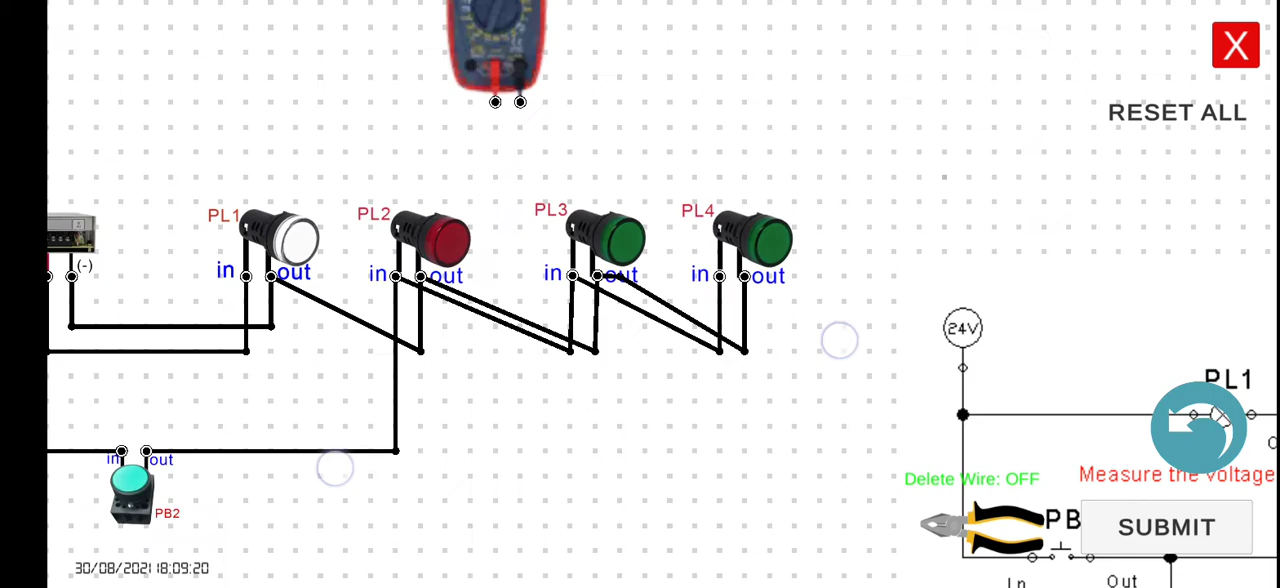 X
RESET ALL
PL1
PL2
PL3
PL4
(-)
in
out
in
out
in
out
in
out
24V
PL1
in
out
Delete Wire: OFF
Measure the voltage
PB2
PB
SUBMIT
30/08/2021 18:09:20
In
Out